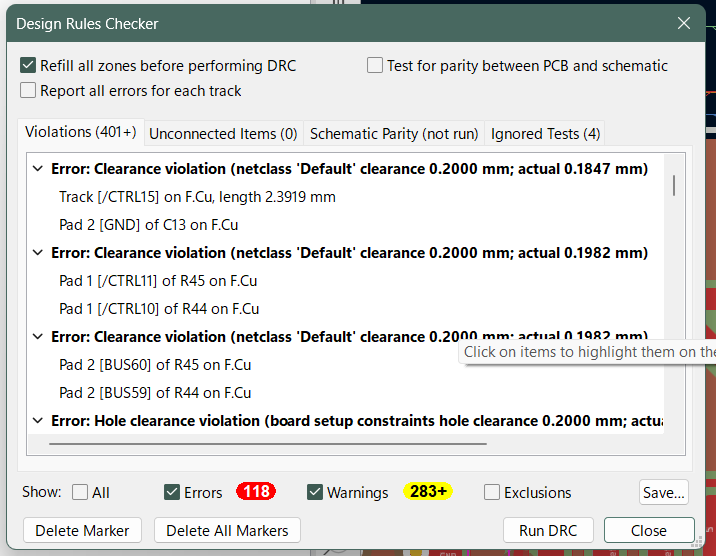 Design Rules Checker
Refill all zones before performing DRC
Test for parity between PCB and schematic
Report all errors for each track
Violations (401+)
Unconnected Items (0)
Schematic Parity (not run)
Ignored Tests (4)
Error: Clearance violation (netclass 'Default' clearance 0.2000 mm; actual 0.1847 mm)
Track [/CTRL15] on F.Cu, length 2.3919 mm
Pad 2 [GND] of C13 on F.Cu
Error: Clearance violation (netclass 'Default' clearance 0.2000 mm; actual 0.1982 mm)
Pad 1 [/CTRL11] of R45 on F.Cu
Pad 1 [/CTRL10] of R44 on F.Cu
Error: Clearance violation (netclass 'Default' clearance 0.2000 mm; actual 0.1982 mm)
Click on items to highlight them on the
Pad 2 [BUS60] of R45 on F.Cu
Pad 2 [BUS59] of R44 on F.Cu
Error: Hole clearance violation (board setup constraints hole clearance 0.2000 mm; actua
Show:
All
Errors
118
Warnings
283+
Exclusions
Save...
Delete Marker
Delete All Markers
Run DRC
Close